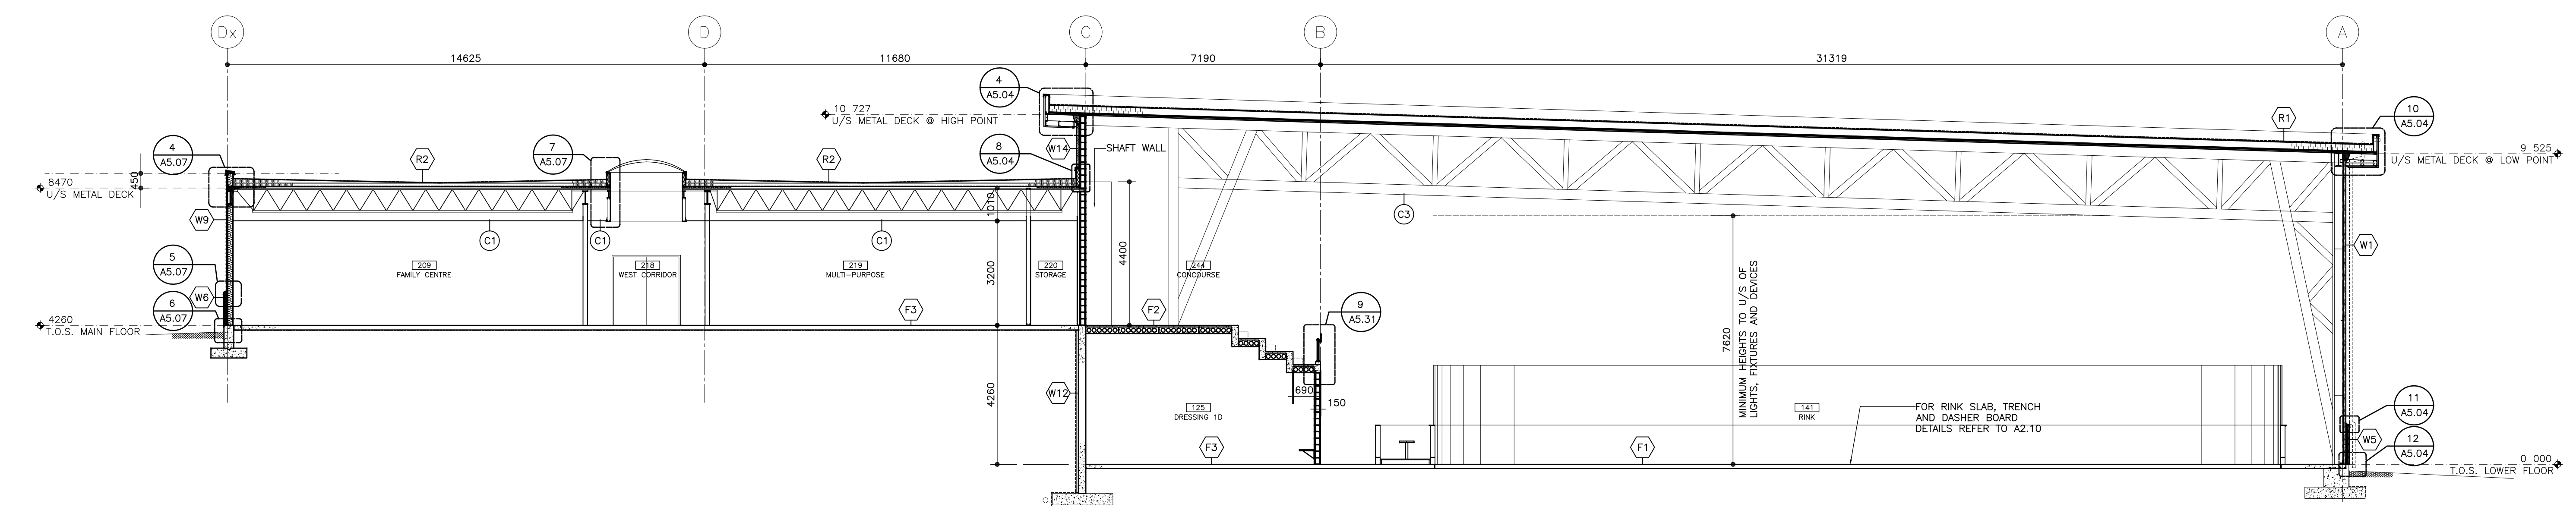 Dx
D
C
B
A
14625
11680
7190
31319
4
A5.04
10 727
U/S METAL DECK @ HIGH POINT
10
A5.04
R1
9 525
U/S METAL DECK @ LOW POINT
4
A5.07
R2
7
A5.07
R2
8
A5.04
W14
SHAFT WALL
450
8470
U/S METAL DECK
1010
W9
C1
C1
C1
C3
W1
5
A5.07
209
FAMILY CENTRE
218
WEST CORRIDOR
219
MULTI-PURPOSE
220
STORAGE
3200
4400
244
CONCOURSE
W6
6
A5.07
F3
F2
9
A5.31
4260
T.O.S. MAIN FLOOR
7620
MINIMUM HEIGHTS TO U/S OF
LIGHTS, FIXTURES AND DEVICES
4260
W12
690
150
125
DRESSING 1D
141
RINK
FOR RINK SLAB, TRENCH
AND DASHER BOARD
DETAILS REFER TO A2.10
11
A5.04
W5
12
A5.04
F3
F1
0 000
T.O.S. LOWER FLOOR